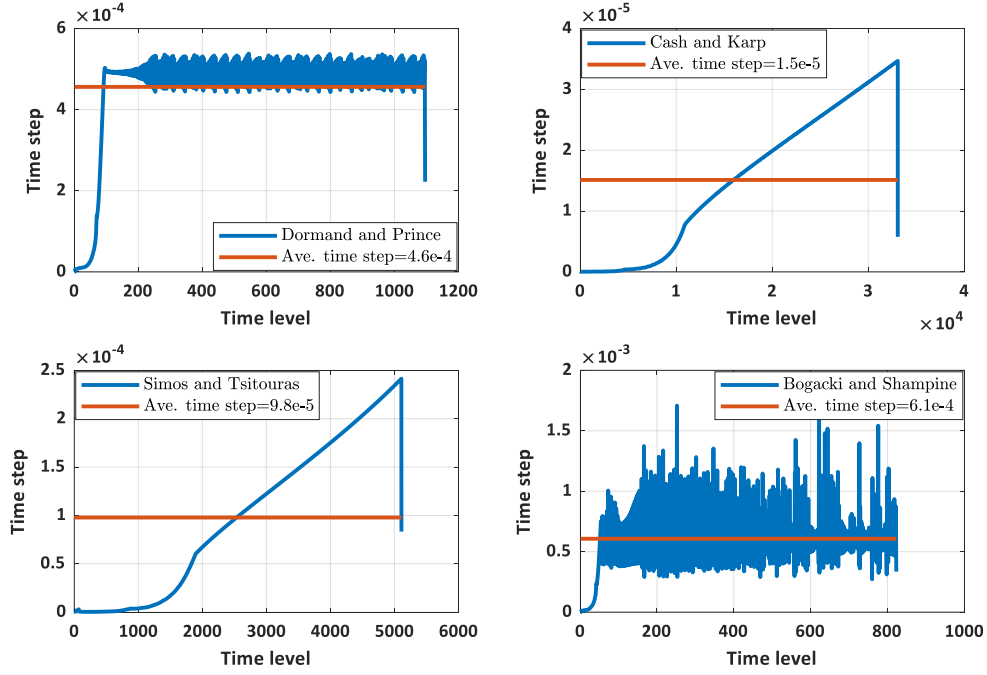 × 10-4
6
4
2
0
Time step
0 200 400 600 800 1000 1200
Time level
Dormand and Prince
Ave. time step=4.6e-4
× 10-5
4
3
2
1
0
Time step
0 1 2 3 4
Time level
× 10 4
Cash and Karp
Ave. time step=1.5e-5
× 10-4
2.5
2
1.5
1
0.5
0
Time step
0 1000 2000 3000 4000 5000 6000
Time level
Simos and Tsitouras
Ave. time step=9.8e-5
× 10-3
2
1.5
1
0.5
0
Time step
0 200 400 600 800 1000
Time level
Bogacki and Shampine
Ave. time step=6.1e-4